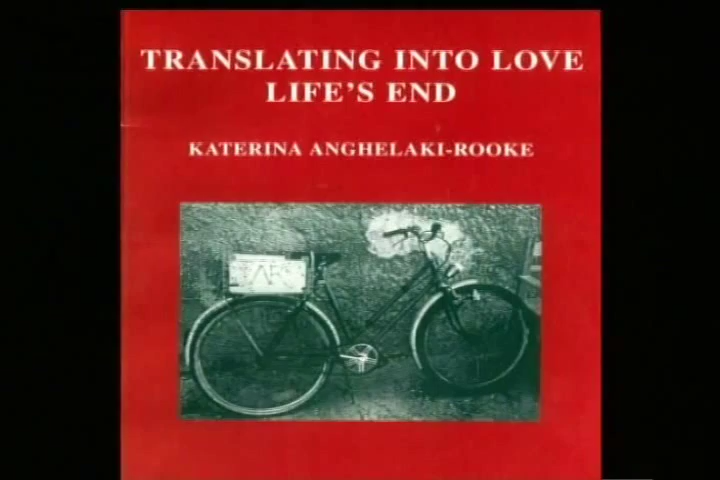 TRANSLATING INTO LOVE
LIFE'S END
KATERINA ANGHELAKI-ROOKE